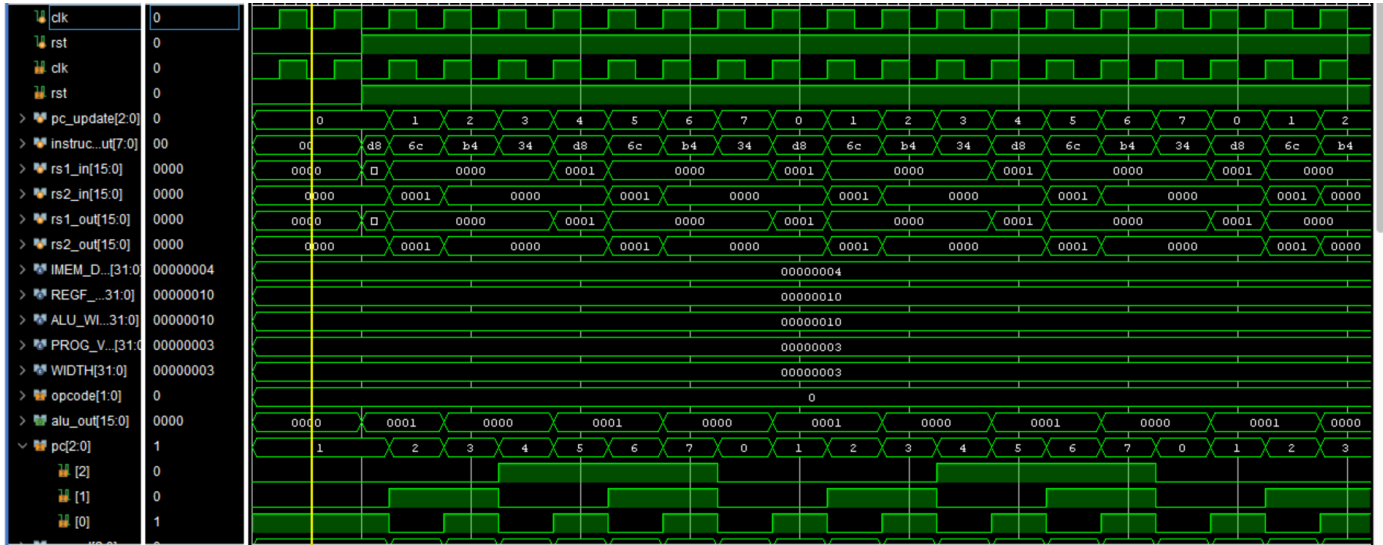 clk 0
rst 0
clk 0
rst 0
pc_update[2:0] 0 0 1 2 3 4 5 6 7 0 1 2 3 4 5 6 7 0 1 2
instruc...ut[7:0] 00 00 d8 6c b4 34 d8 6c b4 34 d8 6c b4 34 d8 6c b4 34 d8 6c b4
rs1_in[15:0] 0000 0000 0000 0001 0000 0001 0000 0001 0000 0001 0000
rs2_in[15:0] 0000 0000 0001 0000 0001 0000 0001 0000 0001 0000 0001 0000
rs1_out[15:0] 0000 0000 0000 0001 0000 0001 0000 0001 0000 0001 0000
rs2_out[15:0] 0000 0000 0001 0000 0001 0000 0001 0000 0001 0000 0001 0000
IMEM_D...[31:0 00000004 00000004
REGF_...31:0] 00000010 00000010
ALU_WI...31:0] 00000010 00000010
PROG_V...[31:0 00000003 00000003
WIDTH[31:0] 00000003 00000003
opcode[1:0] 0 0
alu_out[15:0] 0000 0000 0001 0000 0001 0000 0001 0000 0001 0000 0001 0000
pc[2:0] 1 1 2 3 4 5 6 7 0 1 2 3 4 5 6 7 0 1 2 3
[2] 0
[1] 0
[0] 1